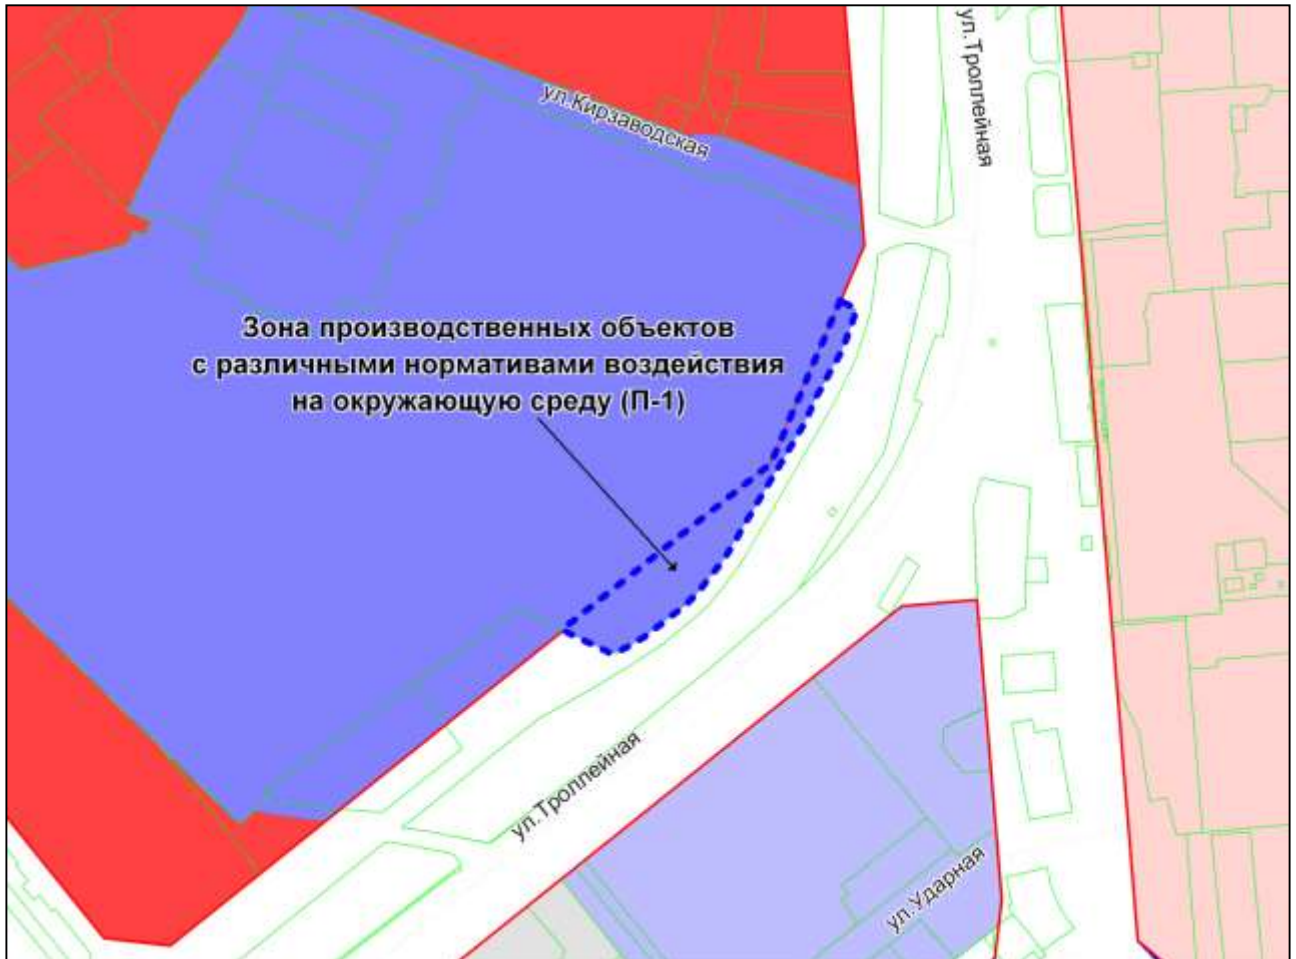 ул.Троллейная
ул.Кирзаводская
Зона производственных объектов
с различными нормативами воздействия
на окружающую среду (П-1)
ул.Троллейная
ул.Ударная